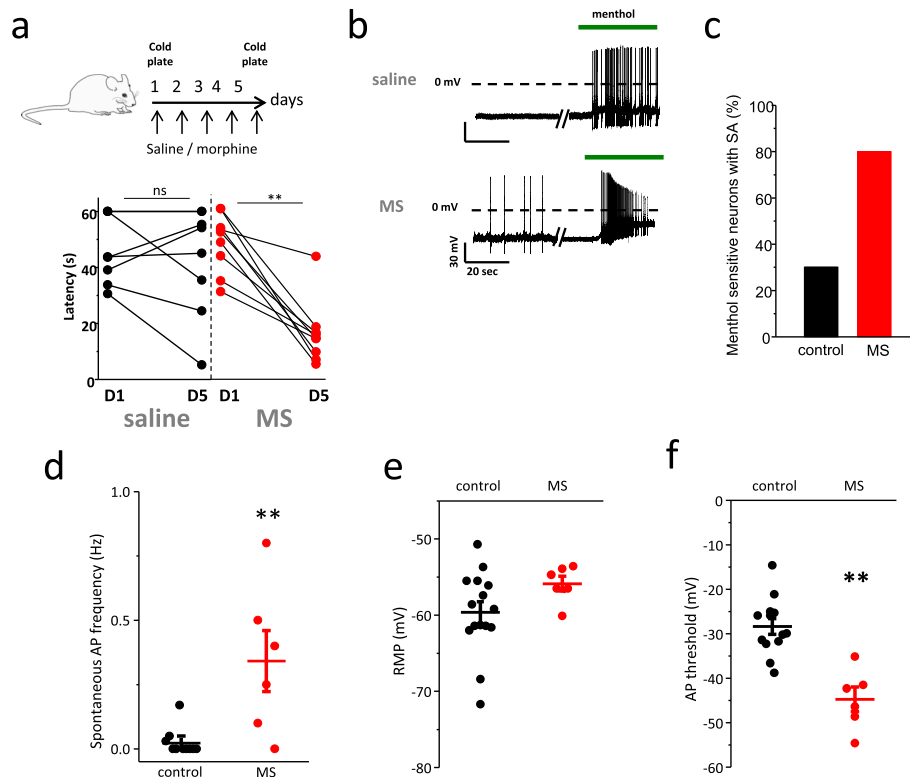 a
Cold
plate
Cold
plate
1 2 3 4 5
days
Saline / morphine
ns
**
60
40
20
0
Latency (s)
D1 D5 D1 D5
saline MS
b
menthol
saline
0 mV
MS
0 mV
30 mV
20 sec
c
Menthol sensitive neurons with SA (%)
100
80
60
40
20
0
control MS
d
Spontaneous AP frequency (Hz)
1.0
0.5
0.0
**
control MS
e
control MS
RMP (mV)
-50
-60
-70
-80
f
control MS
AP threshold (mV)
0
-10
-20
-30
-40
-50
-60
**